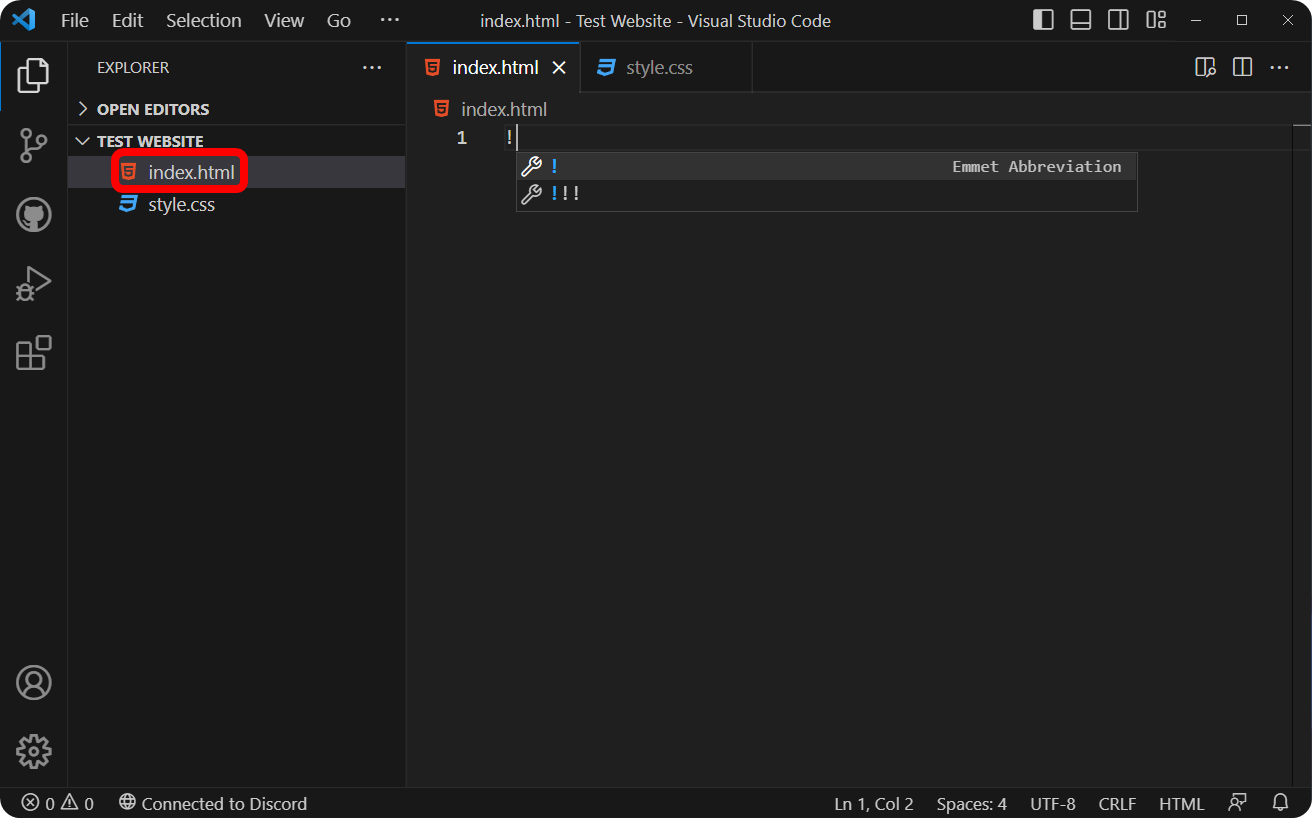 File Edit Selection View Go ··· index.html - Test Website - Visual Studio Code
EXPLORER ···
OPEN EDITORS
TEST WEBSITE
index.html
style.css
index.html style.css ···
index.html
1 !
! Emmet Abbreviation
!!!
0 0 Connected to Discord Ln 1, Col 2 Spaces: 4 UTF-8 CRLF HTML